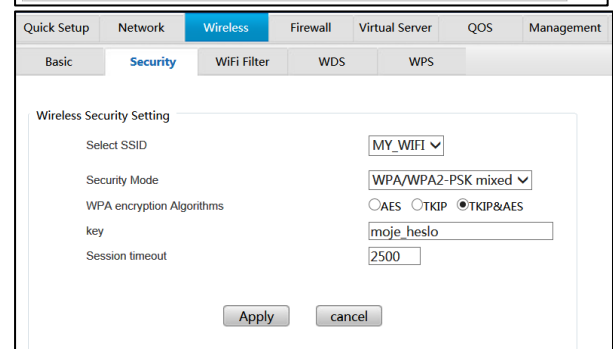 Quick Setup Network Wireless Firewall Virtual Server QOS Management
Basic Security WiFi Filter WDS WPS
Wireless Security Setting
Select SSID MY_WIFI
Security Mode WPA/WPA2-PSK mixed
WPA encryption Algorithms AES TKIP TKIP&AES
key moje_heslo
Session timeout 2500
Apply cancel